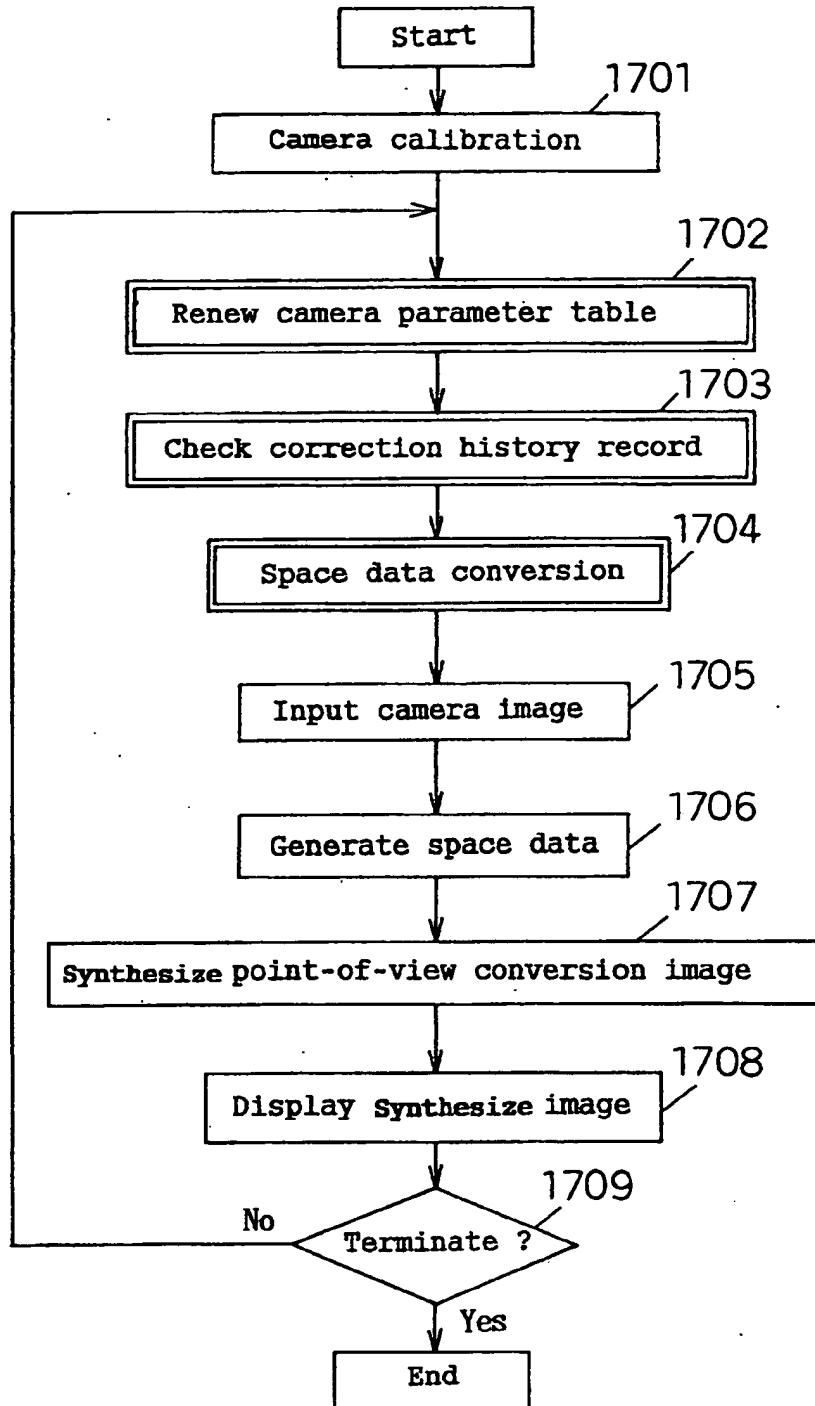 Start
1701
Camera calibration
1702
Renew camera parameter table
1703
Check correction history record
1704
Space data conversion
1705
Input camera image
1706
Generate space data
1707
Synthesize point-of-view conversion image
1708
Display Synthesize image
1709
No
Terminate ?
Yes
End